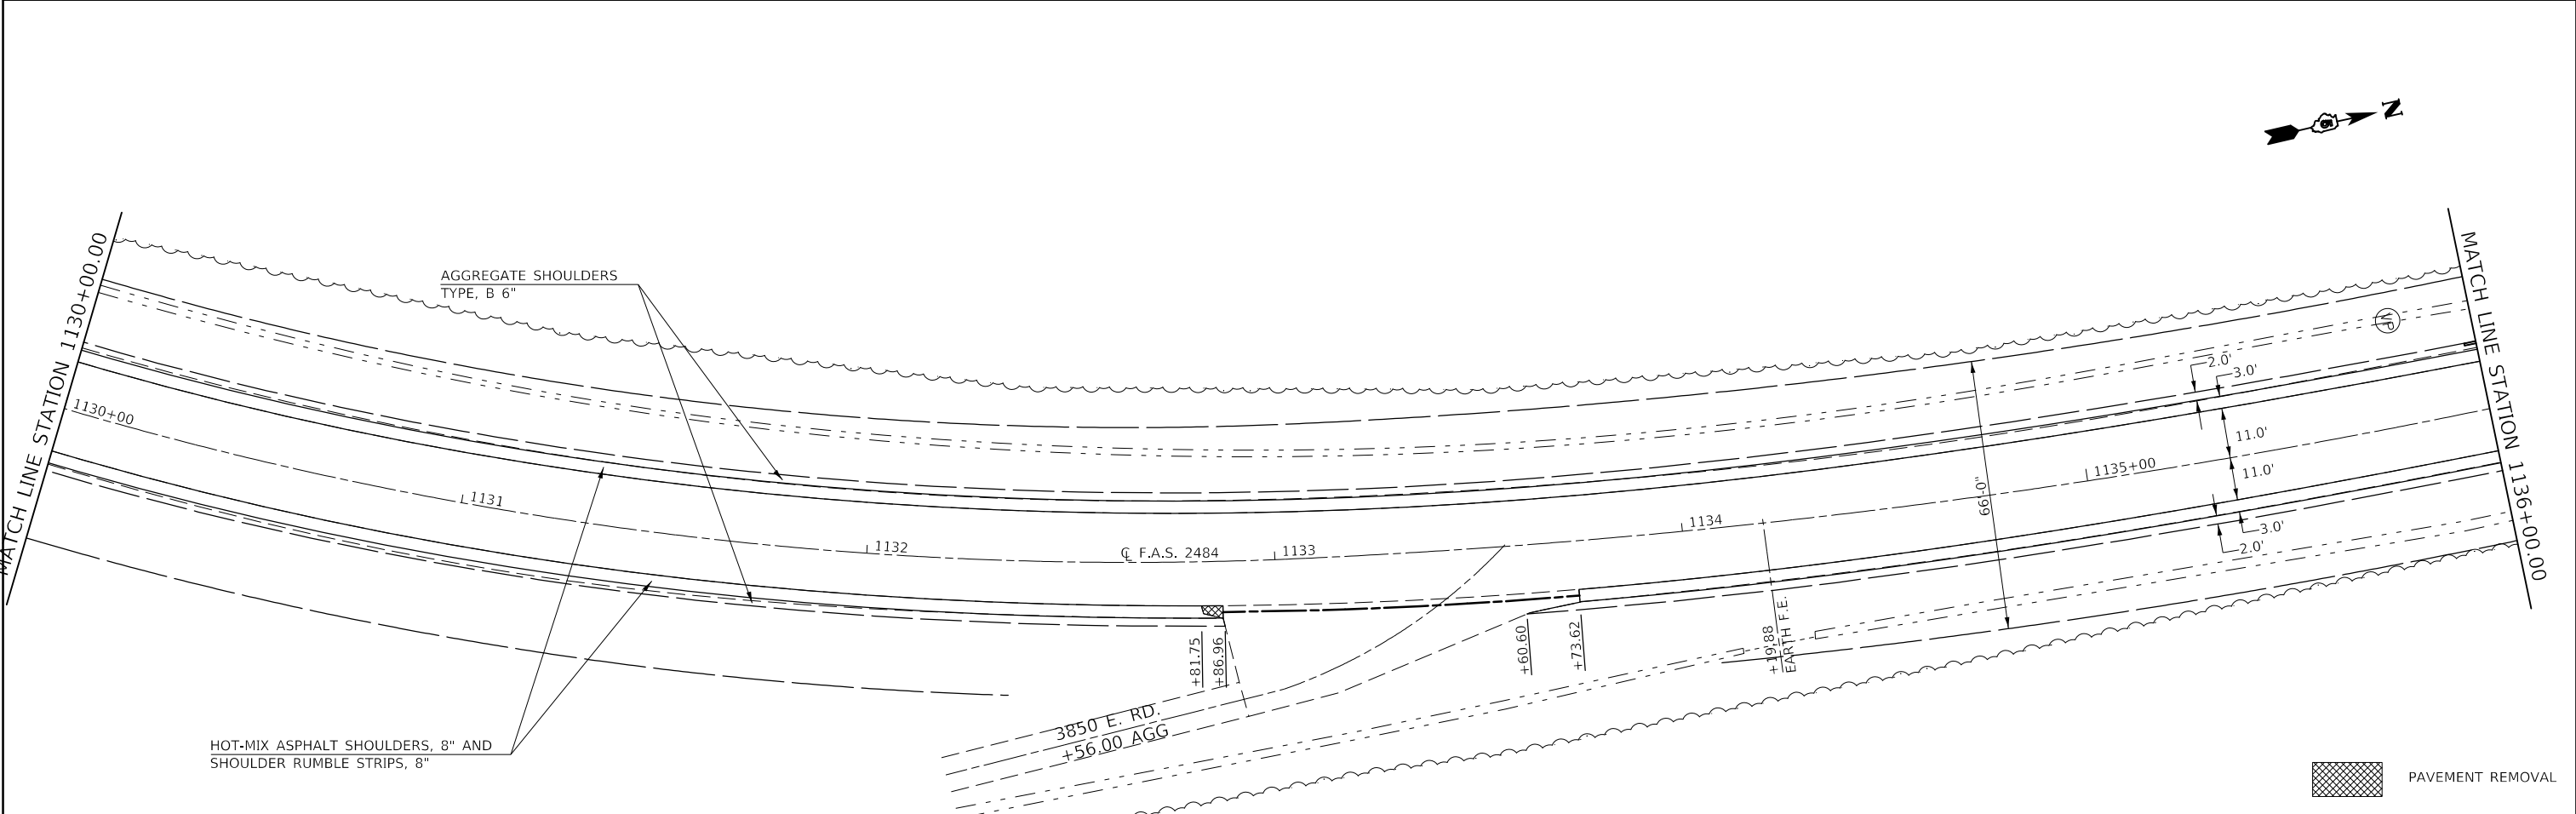 N
6
MATCH LINE STATION 1130+00.00
AGGREGATE SHOULDERS
TYPE, B 6"
1130+00
1131
1132
℄ F.A.S. 2484
1133
1134
1135+00
66'-0"
2.0'
3.0'
11.0'
11.0'
3.0'
2.0'
VP
MATCH LINE STATION 1136+00.00
+81.75
+86.96
+60.60
+73.62
+19.88
EARTH F.E.
3850 E. RD.
+56.00 AGG
HOT-MIX ASPHALT SHOULDERS, 8" AND
SHOULDER RUMBLE STRIPS, 8"
PAVEMENT REMOVAL